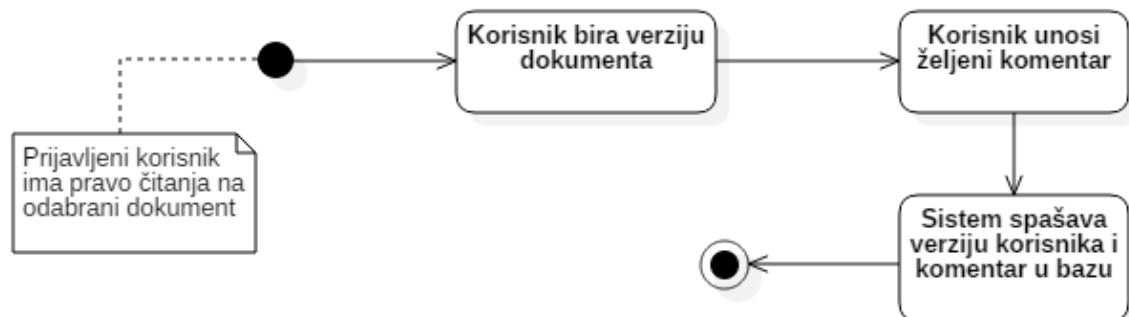 Korisnik bira verziju
dokumenta
Korisnik unosi
željeni komentar
Prijavljeni korisnik
ima pravo čitanja na
odabrani dokument
Sistem spašava
verziju korisnika i
komentar u bazu